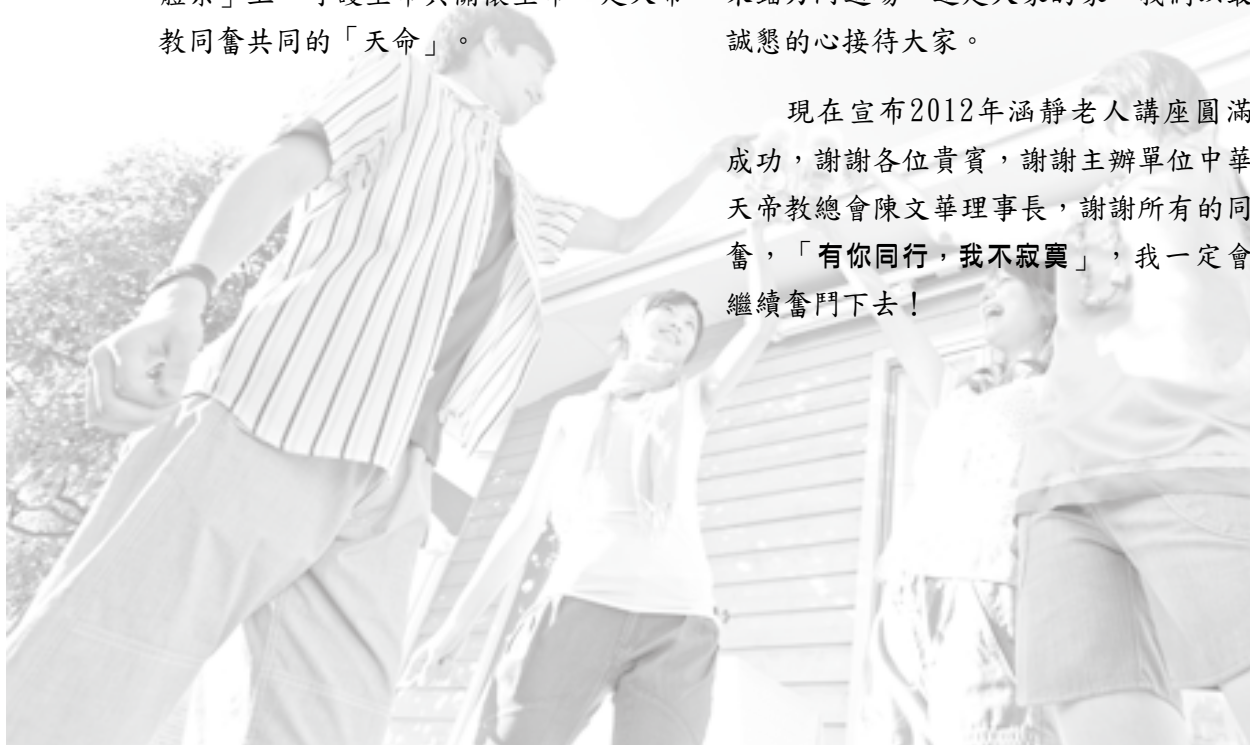 教同奮共同的「天命」。
誠懇的心接待大家。
現在宣布2012年涵靜老人講座圓滿
成功，謝謝各位貴賓，謝謝主辦單位中華
天帝教總會陳文華理事長，謝謝所有的同
奮，「有你同行，我不寂寞」，我一定會
繼續奮鬥下去！